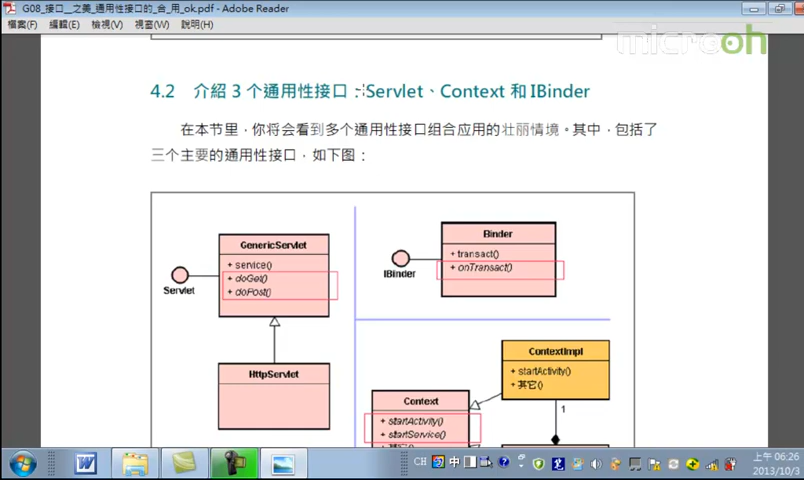 G08_接口__之美_通用性接口的_合_用_ok.pdf - Adobe Reader
檔案(F) 編輯(E) 檢視(V) 視窗(W) 說明(H)
microoh
4.2 介紹 3 个通用性接口：Servlet、Context 和 IBinder
在本节里，你将会看到多个通用性接口组合应用的壮丽情境。其中，包括了
三个主要的通用性接口，如下图：
GenericServlet
+ service()
+ doGet()
+ doPost()
Servlet
HttpServlet
Binder
+ transact()
+ onTransact()
IBinder
ContextImpl
+ startActivity()
+ 其它()
1
Context
+ startActivity()
+ startService()
CH 中
上午 06:26
2013/10/3